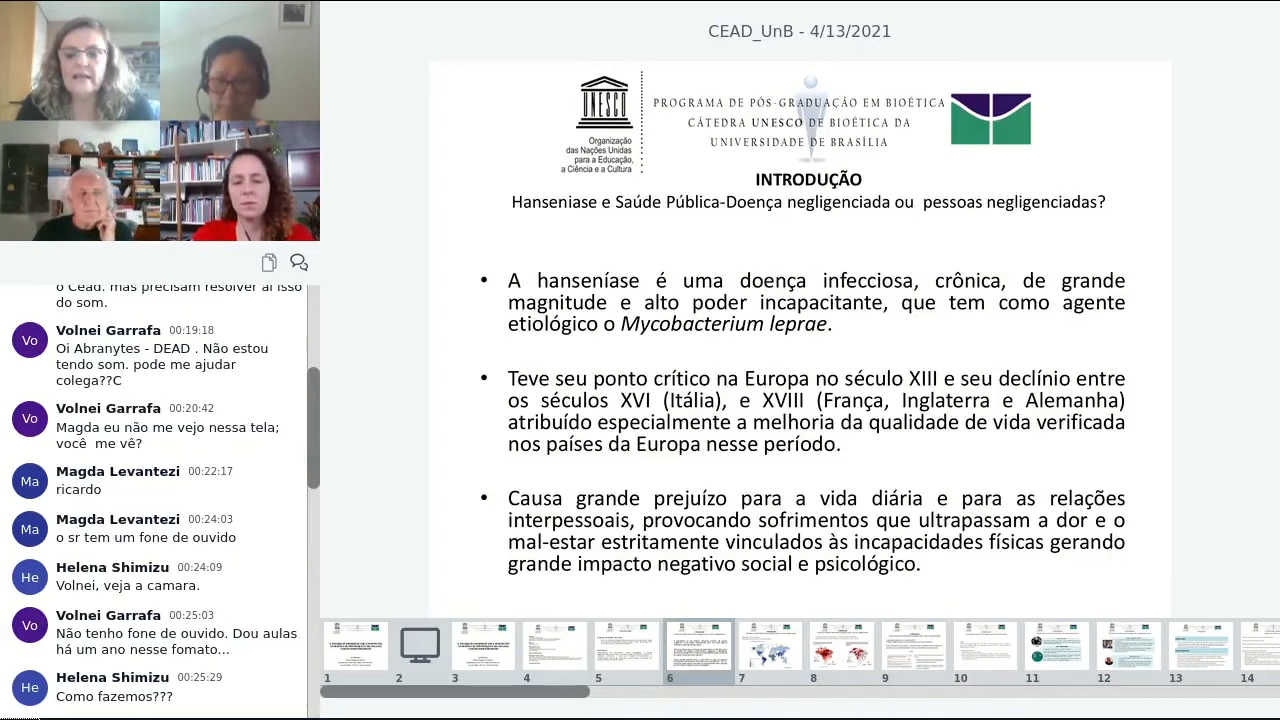 CEAD_UnB - 4/13/2021
UNESCO
Organização
das Nações Unidas
para a Educação,
a Ciência e a Cultura
PROGRAMA DE PÓS-GRADUAÇÃO EM BIOÉTICA
CÁTEDRA UNESCO DE BIOÉTICA DA
UNIVERSIDADE DE BRASÍLIA
INTRODUÇÃO
Hanseniase e Saúde Pública-Doença negligenciada ou pessoas negligenciadas?
• A hanseníase é uma doença infecciosa, crônica, de grande
magnitude e alto poder incapacitante, que tem como agente
etiológico o Mycobacterium leprae.
• Teve seu ponto crítico na Europa no século XIII e seu declínio entre
os séculos XVI (Itália), e XVIII (França, Inglaterra e Alemanha)
atribuído especialmente a melhoria da qualidade de vida verificada
nos países da Europa nesse período.
• Causa grande prejuízo para a vida diária e para as relações
interpessoais, provocando sofrimentos que ultrapassam a dor e o
mal-estar estritamente vinculados às incapacidades físicas gerando
grande impacto negativo social e psicológico.
o Cead. mas precisam resolver aí isso
do som.
Vo
Volnei Garrafa 00:19:18
Oi Abranytes - DEAD . Não estou
tendo som. pode me ajudar
colega??C
Vo
Volnei Garrafa 00:20:42
Magda eu não me vejo nessa tela;
você me vê?
Ma
Magda Levantezi 00:22:17
ricardo
Ma
Magda Levantezi 00:24:03
o sr tem um fone de ouvido
He
Helena Shimizu 00:24:09
Volnei, veja a camara.
Vo
Volnei Garrafa 00:25:03
Não tenho fone de ouvido. Dou aulas
há um ano nesse formato...
He
Helena Shimizu 00:25:29
Como fazemos???
1 2 3 4 5 6 7 8 9 10 11 12 13 14